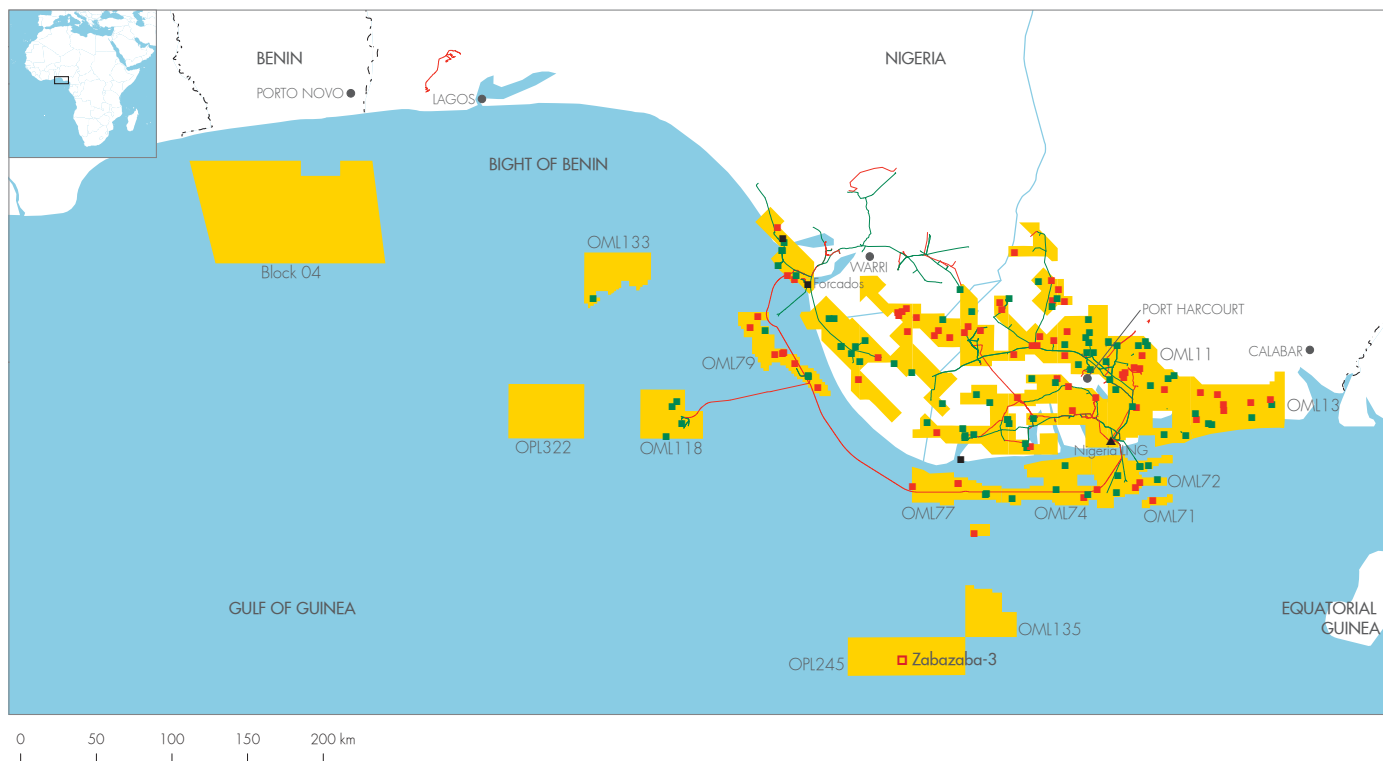 BENIN
NIGERIA
PORTO NOVO
LAGOS
BIGHT OF BENIN
OML133
WARRI
Block 04
Forcados
PORT HARCOURT
OML79
OML11
CALABAR
OML13
OPL322
OML118
Nigeria LNG
OML72
OML77
OML74
OML71
GULF OF GUINEA
EQUATORIAL
GUINEA
OML135
OPL245
Zabazaba-3
0 50 100 150 200 km